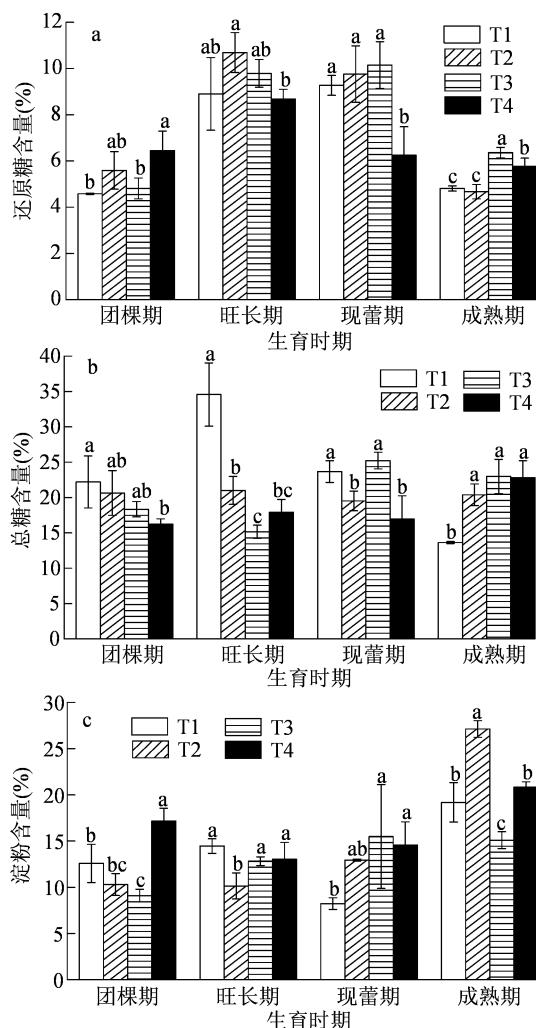 a
12
10
8
6
4
2
0
还原糖含量(%)
T1
T2
T3
T4
b ab b a
ab a ab b
a a a b
c c a b
团棵期 旺长期 现蕾期 成熟期
生育时期
b
40
35
30
25
20
15
10
5
0
总糖含量(%)
T1 T3
T2 T4
a ab ab b
a b c bc
a b a b
b a a a
团棵期 旺长期 现蕾期 成熟期
生育时期
c
30
25
20
15
10
5
0
淀粉含量(%)
T1 T3
T2 T4
b bc c a
a b a a
b ab a a
b a c b
团棵期 旺长期 现蕾期 成熟期
生育时期